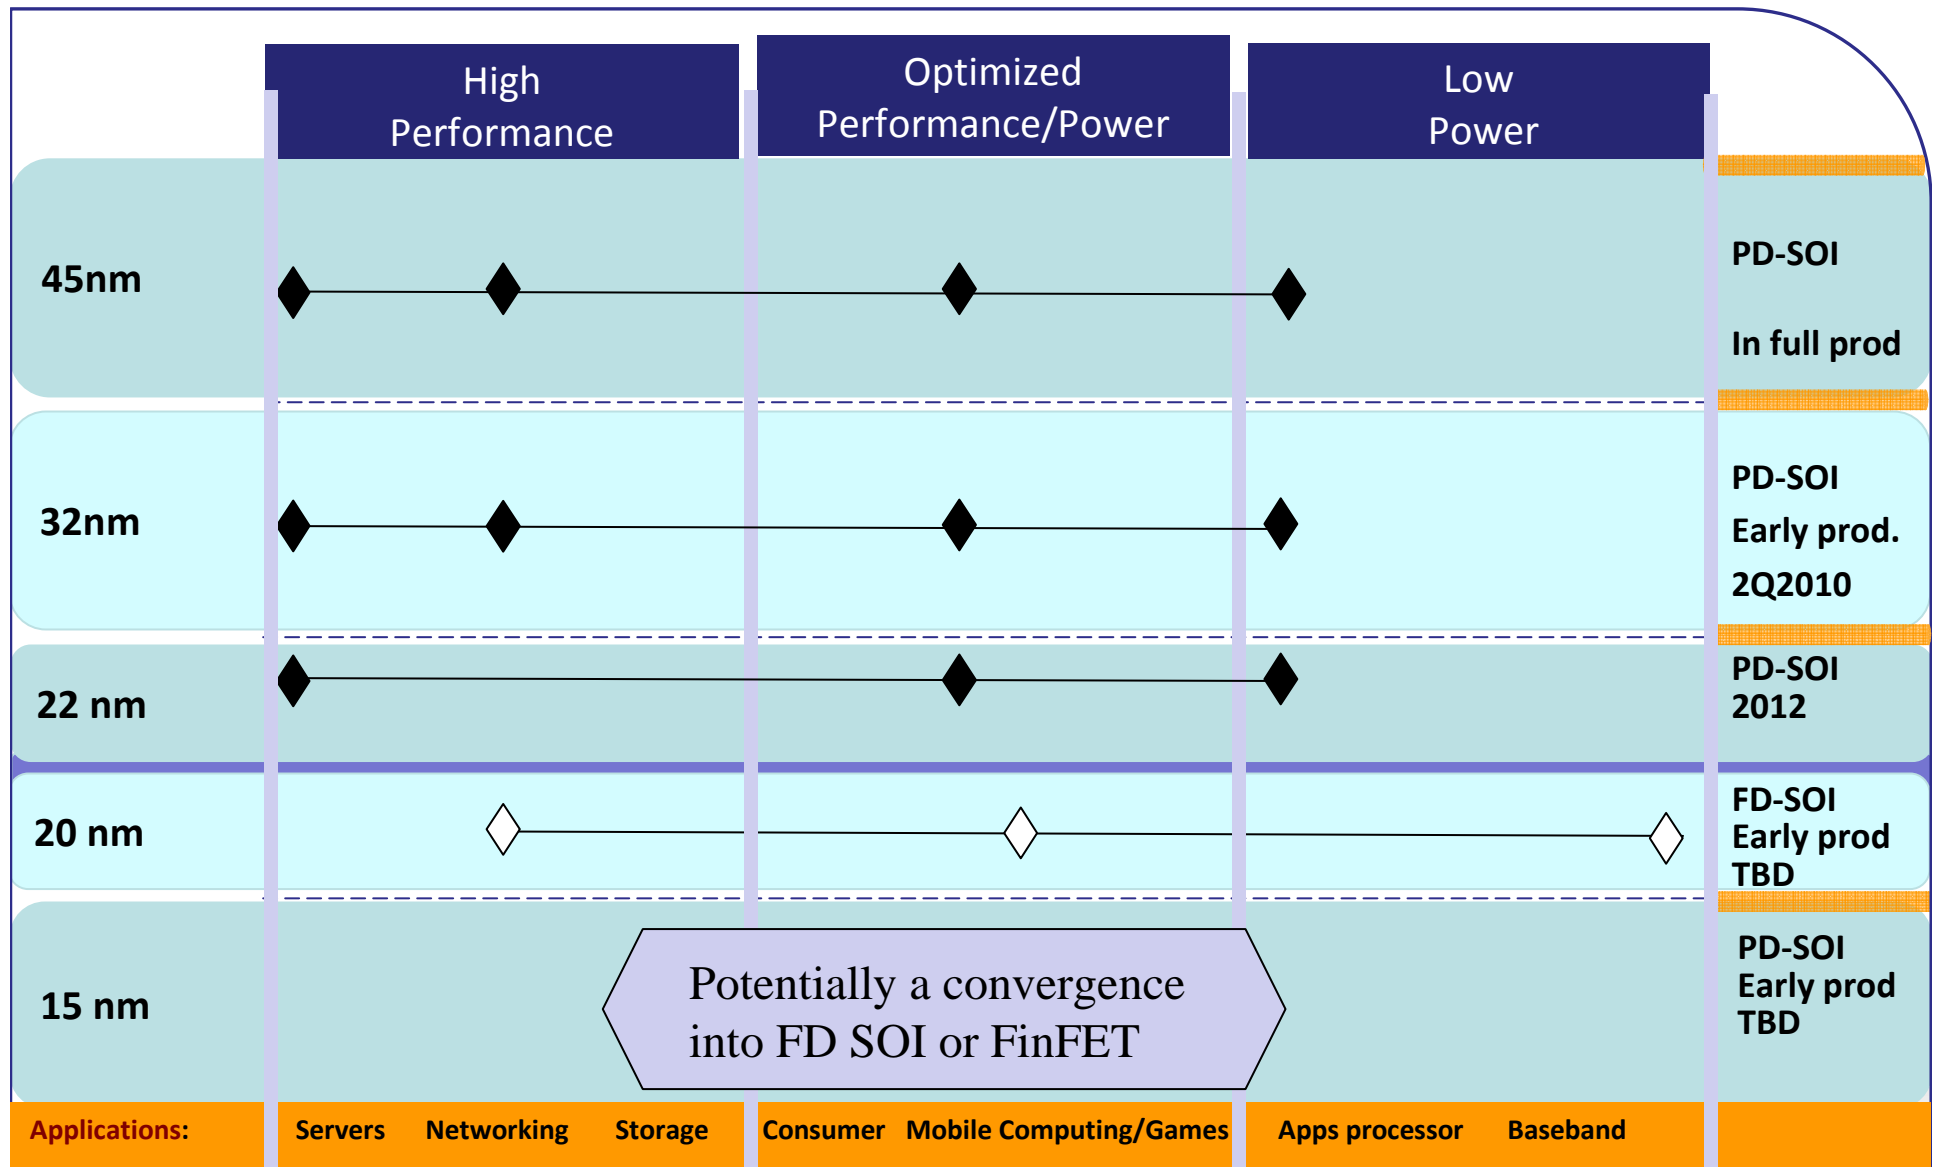 High
Performance
Optimized
Performance/Power
Low
Power
45nm
PD-SOI
In full prod
32nm
PD-SOI
Early prod.
2Q2010
22 nm
PD-SOI
2012
20 nm
FD-SOI
Early prod
TBD
15 nm
Potentially a convergence
into FD SOI or FinFET
PD-SOI
Early prod
TBD
Applications: Servers Networking Storage Consumer Mobile Computing/Games Apps processor Baseband